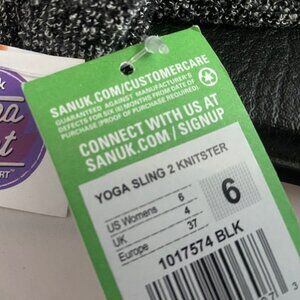 SANUK.COM/CUSTOMERCARE
GUARANTEED AGAINST MANUFACTURER'S
DEFECTS FOR SIX (6) MONTHS FROM DATE OF
PURCHASE (PROOF OF PURCHASE REQUIRED)
CONNECT WITH US AT
SANUK.COM/SIGNUP
YOGA SLING 2 KNITSTER
US Womens 6
UK 4
Europe 37
6
1017574 BLK